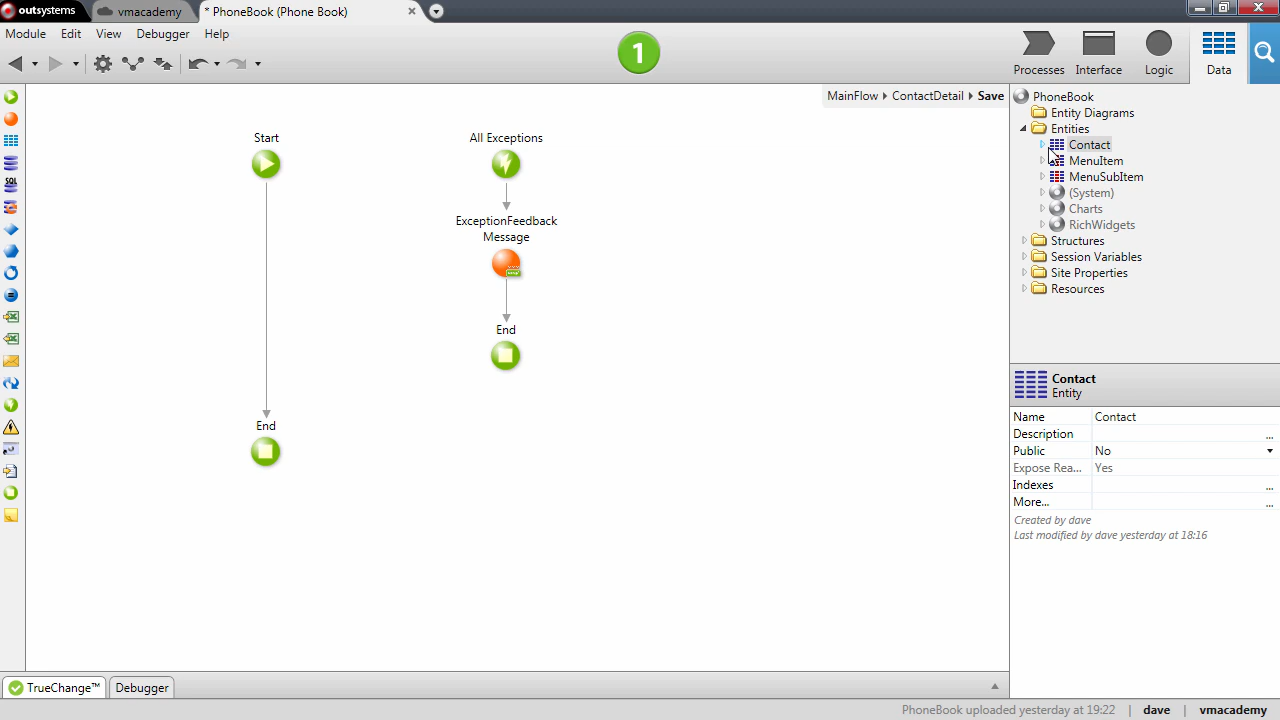 outsystems
vmacademy
* PhoneBook (Phone Book)
Module
Edit
View
Debugger
Help
1
Processes
Interface
Logic
Data
MainFlow
ContactDetail
Save
Start
All Exceptions
ExceptionFeedback
Message
End
End
SQL
PhoneBook
Entity Diagrams
Entities
Contact
MenuItem
MenuSubItem
(System)
Charts
RichWidgets
Structures
Session Variables
Site Properties
Resources
Contact
Entity
Name Contact
Description ...
Public No
Expose Rea... Yes
Indexes ...
More... ...
Created by dave
Last modified by dave yesterday at 18:16
TrueChange™
Debugger
PhoneBook uploaded yesterday at 19:22 | dave | vmacademy